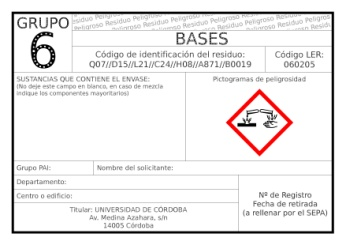 GRUPO
6
Residuo Peligroso Residuo Peligroso Residuo Peligroso Residuo Peligroso
BASES
Código de identificación del residuo:
Q07//D15//L21//C24//H08//A871//B0019
Código LER:
060205
SUSTANCIAS QUE CONTIENE EL ENVASE:
(No deje este campo en blanco, en caso de mezcla
indique los componentes mayoritarios)
Pictogramas de peligrosidad
Grupo PAI:
Nombre del solicitante:
Departamento:
Centro o edificio:
Titular: UNIVERSIDAD DE CÓRDOBA
Av. Medina Azahara, s/n
14005 Córdoba
Nº de Registro
Fecha de retirada
(a rellenar por el SEPA)